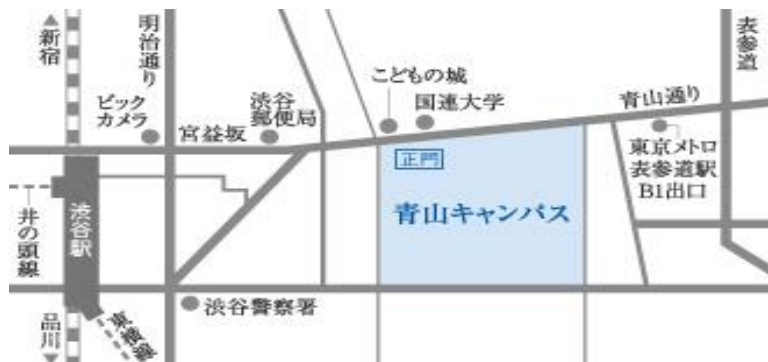 ▲新宿
明治通り
ビック
カメラ
宮益坂
渋谷
郵便局
こどもの城
国連大学
青山通り
表参道
東京メトロ
表参道駅
B1出口
正門
青山キャンパス
渋谷駅
井の頭線
渋谷警察署
東横線
品川▼